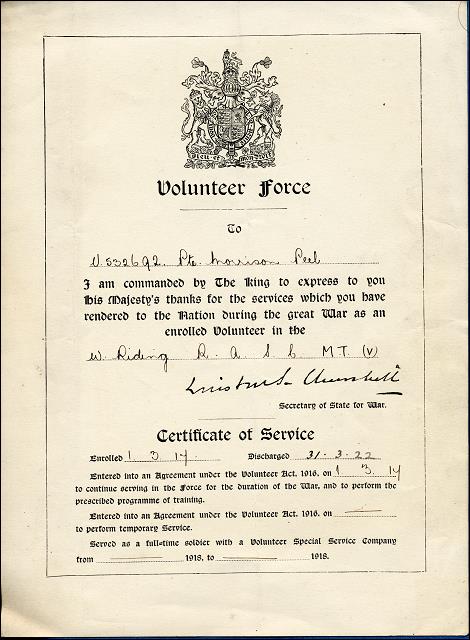 DIEU ET MON DROIT
Volunteer Force
To
V.532692. Pte. Morrison Peel
I am commanded by The King to express to you
His Majesty's thanks for the services which you have
rendered to the Nation during the great War as an
enrolled Volunteer in the
W. Riding R. A. S. C M.T. (V)
Winston S. Churchill
Secretary of State for War.
Certificate of Service
Enrolled 1 3 17 Discharged 31-3-22
Entered into an Agreement under the Volunteer Act, 1916, on 1 3 17
to continue serving in the Force for the duration of the War, and to perform the
prescribed programme of training.
Entered into an Agreement under the Volunteer Act, 1916, on
to perform temporary Service.
Served as a full-time soldier with a Volunteer Special Service Company
from 1918, to 1918.